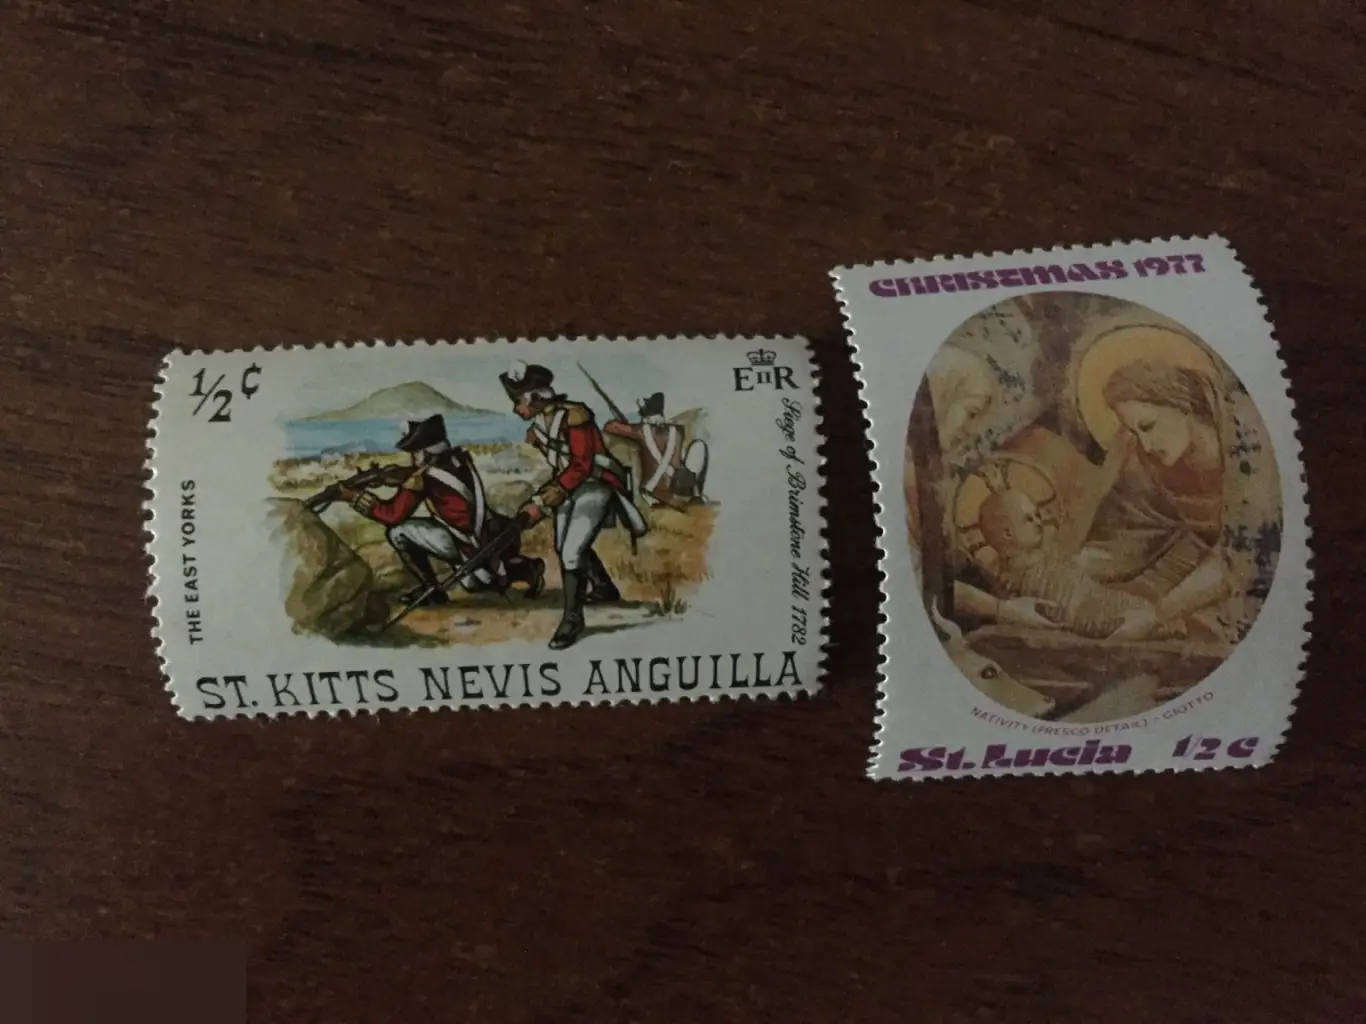 ½ ¢
E II R
Siege of Brimstone Hill 1782
THE EAST YORKS
ST. KITTS NEVIS ANGUILLA
CHRISTMAS 1977
NATIVITY (FRESCO DETAIL) - GIOTTO
St. Lucia 1/2 C